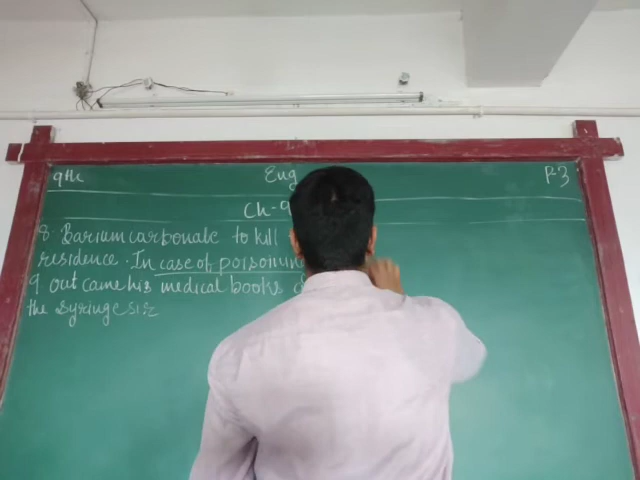 9th Eng P-3
Ch-9
8. Barium carbonate to kill
residence. In case of poisoning
9 out came his medical books
the syringe siz